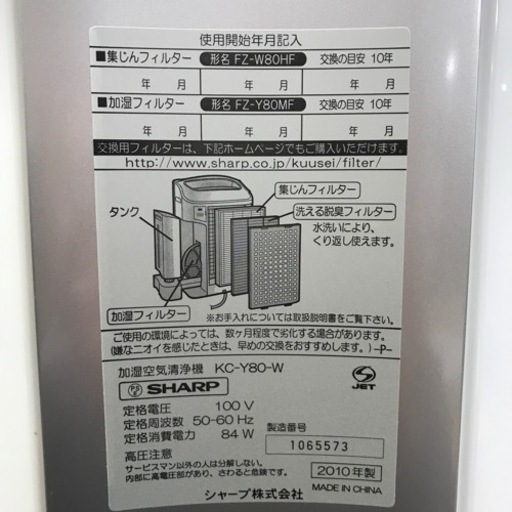 使用開始年月記入
■集じんフィルター 形名 FZ-W80HF 交換の目安 10年
年 月 年 月 年 月
■加湿フィルター 形名 FZ-Y80MF 交換の目安 10年
年 月 年 月 年 月
交換用フィルターは、下記ホームページでもご購入いただけます。
http://www.sharp.co.jp/kuusei/filter/
集じんフィルター
洗える脱臭フィルター
水洗いにより、
くり返し使えます。
タンク
加湿フィルター
※お手入れについては取扱説明書をご覧下さい。
ご使用の環境によっては、数ヶ月程度で劣化する場合があります。
(嫌なニオイを感じたときは、早めの交換をおすすめします。) -P-
加湿空気清浄機 KC-Y80-W
PSE SHARP
S JET
定格電圧 100 V
定格周波数 50-60 Hz
定格消費電力 84 W
製造番号
1065573
高圧注意
サービスマン以外の人は分解しない。
内部に高電圧部があり、さわると危険です。
2010年製
シャープ株式会社 MADE IN CHINA